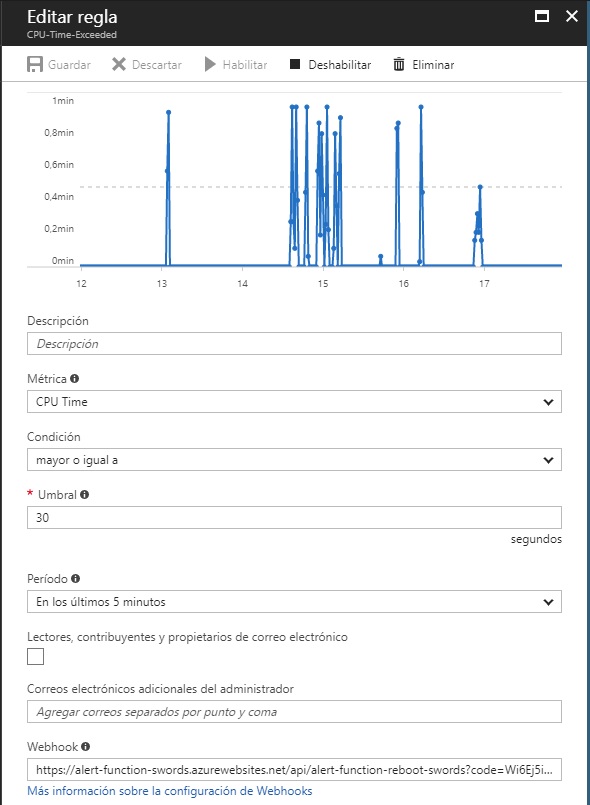 Editar regla
CPU-Time-Exceeded
Guardar Descartar Habilitar Deshabilitar Eliminar
1min
0,8min
0,6min
0,4min
0,2min
0min
12 13 14 15 16 17
Descripción
Descripción
Métrica
CPU Time
Condición
mayor o igual a
* Umbral
30
segundos
Período
En los últimos 5 minutos
Lectores, contribuyentes y propietarios de correo electrónico
Correos electrónicos adicionales del administrador
Agregar correos separados por punto y coma
Webhook
https://alert-function-swords.azurewebsites.net/api/alert-function-reboot-swords?code=Wi6Ej5i...
Más información sobre la configuración de Webhooks